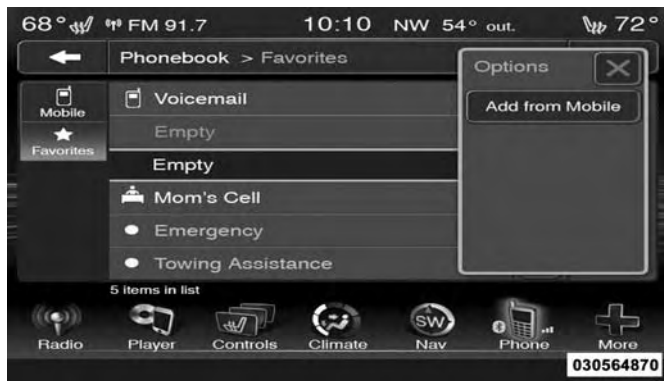 68° FM 91.7 10:10 NW 54° out. 72°
Phonebook > Favorites
Options
Mobile
Voicemail
Add from Mobile
Favorites
Empty
Empty
Mom's Cell
Emergency
Towing Assistance
5 items in list
SW
Radio Player Controls Climate Nav Phone More
030564870